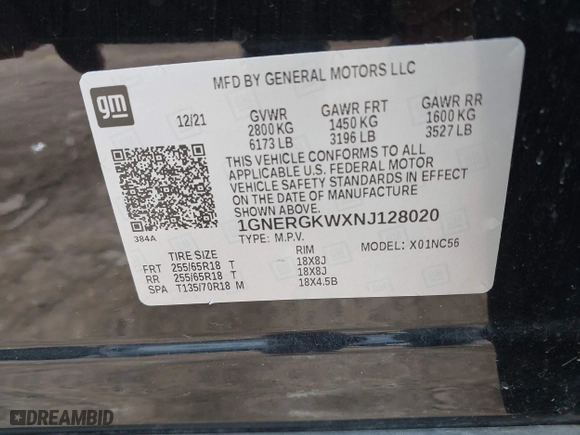 MFD BY GENERAL MOTORS LLC
gm
12/21 GVWR GAWR FRT GAWR RR
2800 KG 1450 KG 1600 KG
6173 LB 3196 LB 3527 LB
THIS VEHICLE CONFORMS TO ALL
APPLICABLE U.S. FEDERAL MOTOR
VEHICLE SAFETY STANDARDS IN EFFECT
ON THE DATE OF MANUFACTURE
SHOWN ABOVE.
384A 1GNERGKWXNJ128020
TYPE: M.P.V. MODEL: X01NC56
TIRE SIZE RIM
FRT 255/65R18 T 18X8J
RR 255/65R18 T 18X8J
SPA T135/70R18 M 18X4.5B
DREAMBID